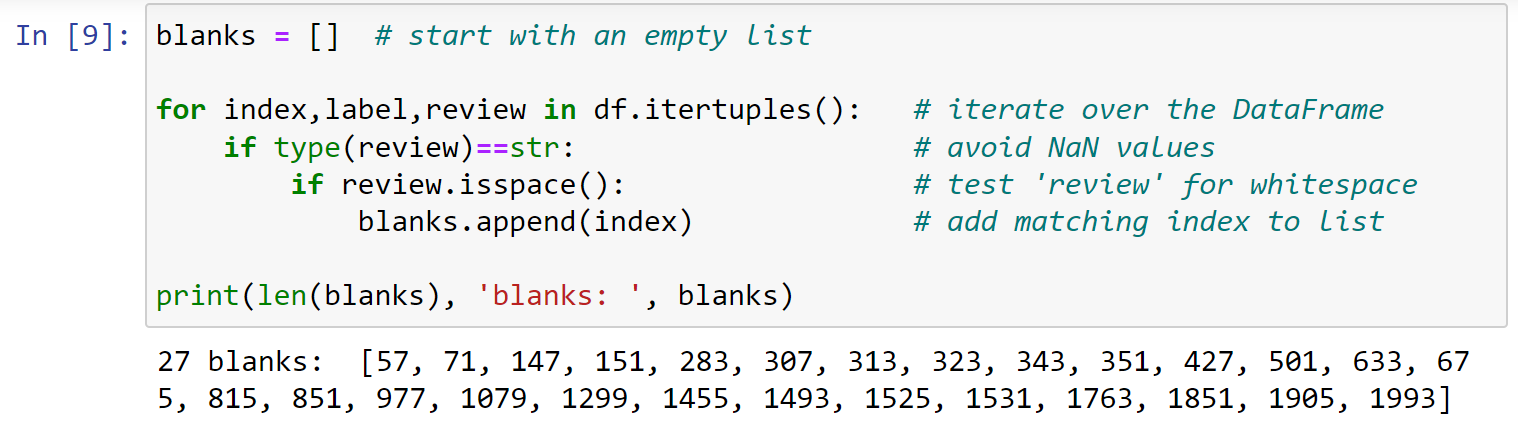 In [9]: blanks = []  # start with an empty list
for index,label,review in df.itertuples():   # iterate over the DataFrame
    if type(review)==str:                    # avoid NaN values
        if review.isspace():                 # test 'review' for whitespace
            blanks.append(index)             # add matching index to list
print(len(blanks), 'blanks: ', blanks)
27 blanks:  [57, 71, 147, 151, 283, 307, 313, 323, 343, 351, 427, 501, 633, 67
5, 815, 851, 977, 1079, 1299, 1455, 1493, 1525, 1531, 1763, 1851, 1905, 1993]